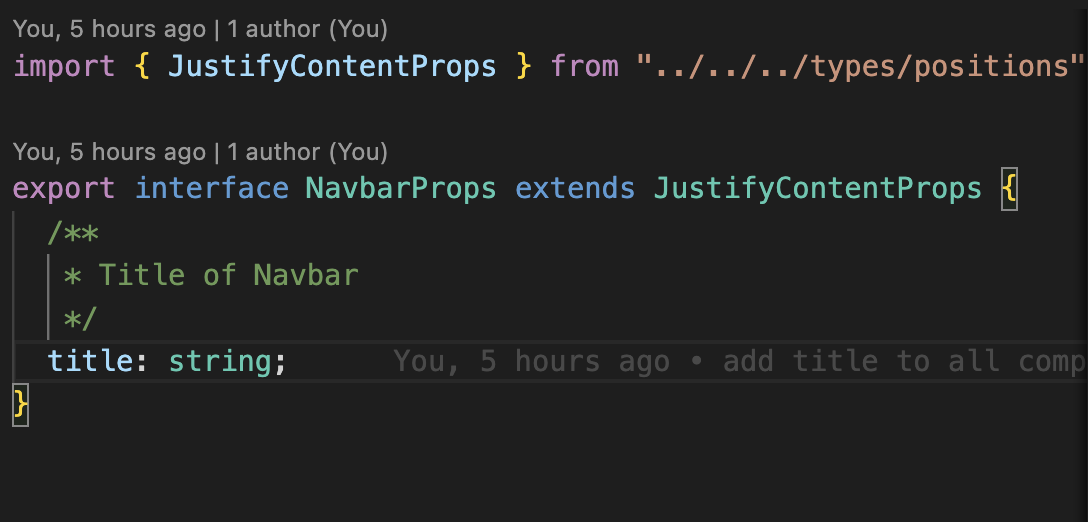 You, 5 hours ago | 1 author (You)
import { JustifyContentProps } from "../../../types/positions"
You, 5 hours ago | 1 author (You)
export interface NavbarProps extends JustifyContentProps {
/**
* Title of Navbar
*/
title: string; You, 5 hours ago • add title to all comp
}